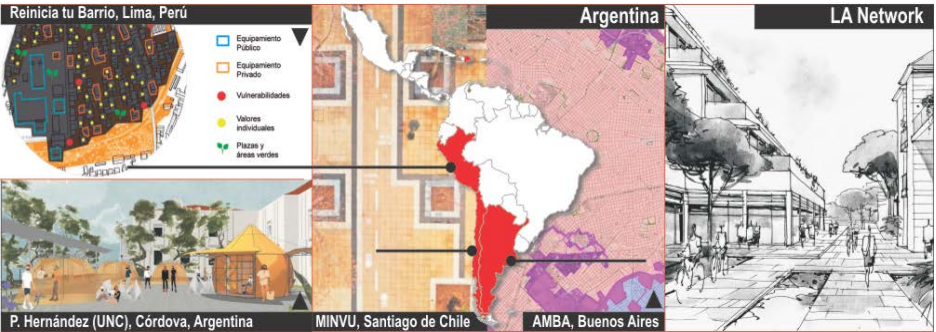 Reinicia tu Barrio, Lima, Perú
Equipamiento
Público
Equipamiento
Privado
Vulnerabilidades
Valores
individuales
Plazas y
áreas verdes
P. Hernández (UNC), Córdova, Argentina
Argentina
MINVU, Santiago de Chile
AMBA, Buenos Aires
LA Network